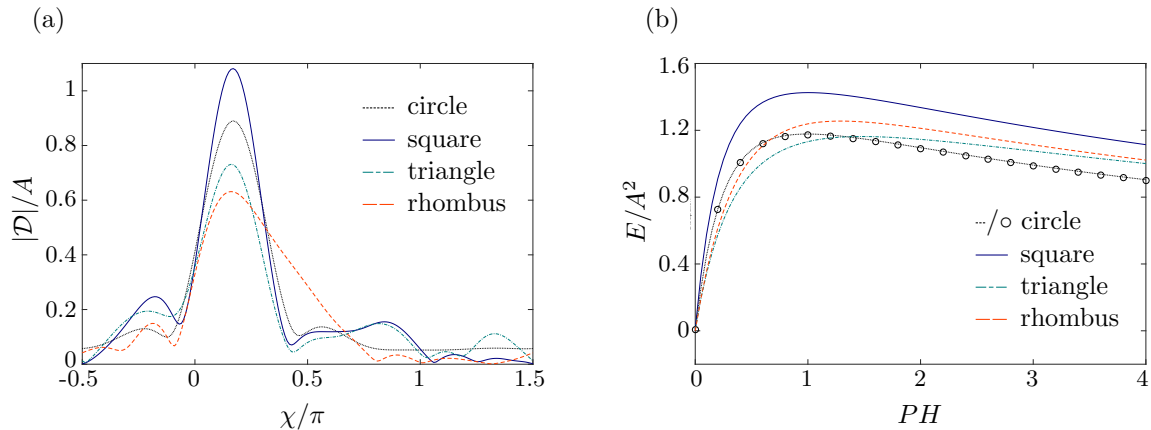 (a)
|𝒟|/A
1
0.8
0.6
0.4
0.2
0
-0.5
0
0.5
1
1.5
χ/π
circle
square
triangle
rhombus
(b)
E/A²
1.6
1.2
0.8
0.4
0
0
1
2
3
4
PH
/ circle
square
triangle
rhombus